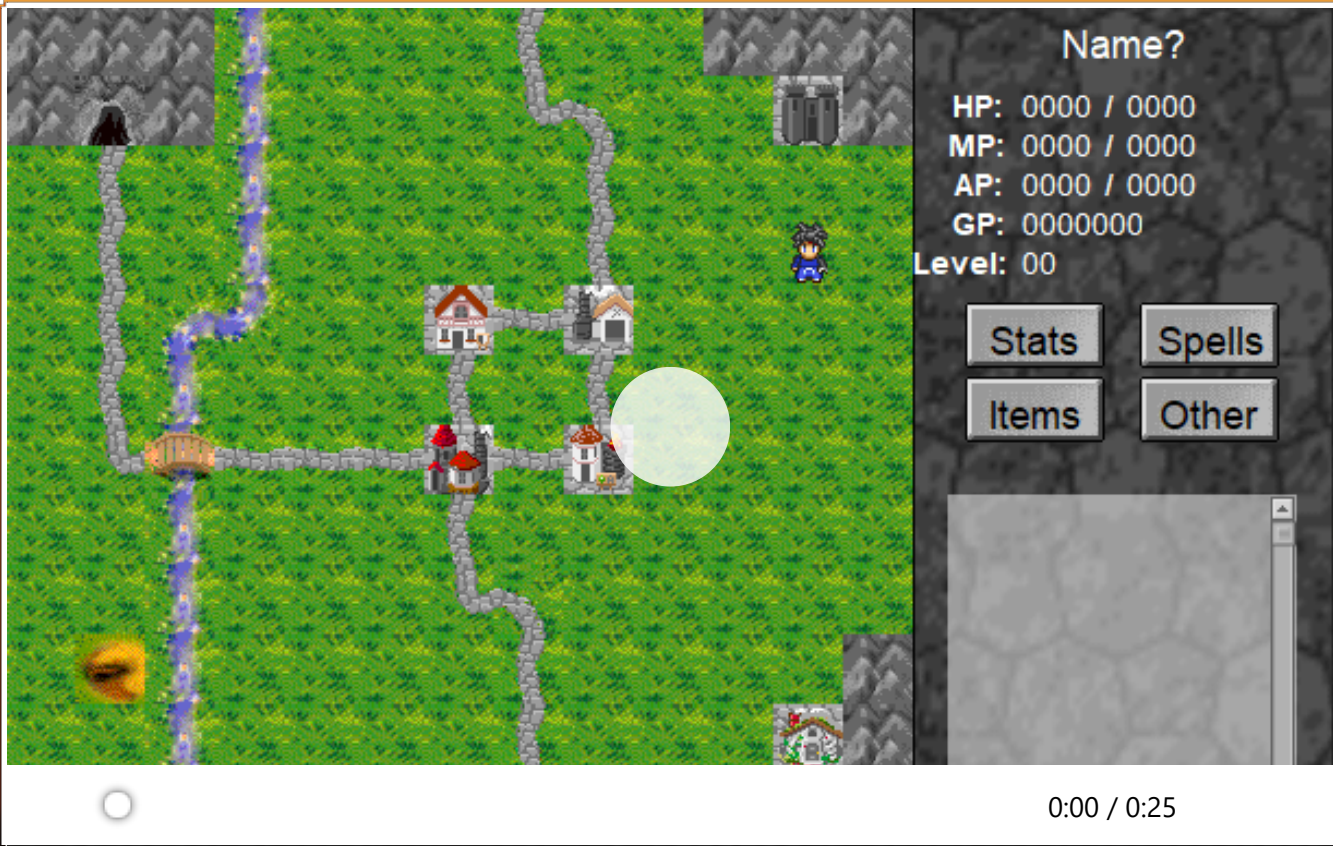 Name?
HP: 0000 / 0000
MP: 0000 / 0000
AP: 0000 / 0000
GP: 0000000
Level: 00
Stats Spells
Items Other
0:00 / 0:25